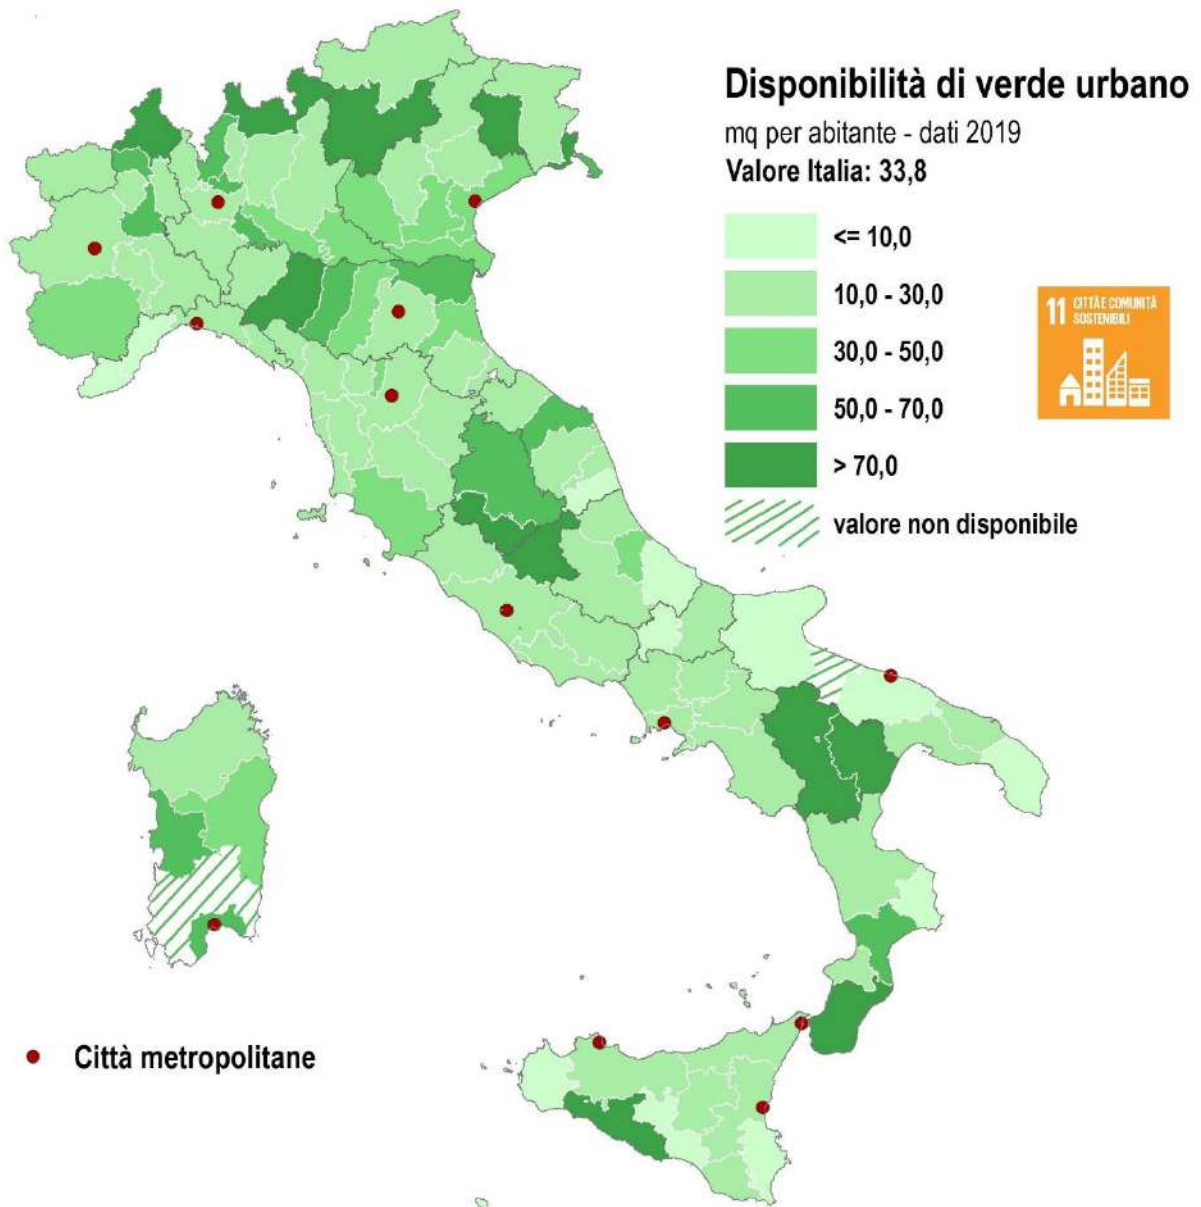 Disponibilità di verde urbano
mq per abitante - dati 2019
Valore Italia: 33,8
<= 10,0
10,0 - 30,0
30,0 - 50,0
50,0 - 70,0
> 70,0
valore non disponibile
11 CITTÀ E COMUNITÀ
SOSTENIBILI
Città metropolitane